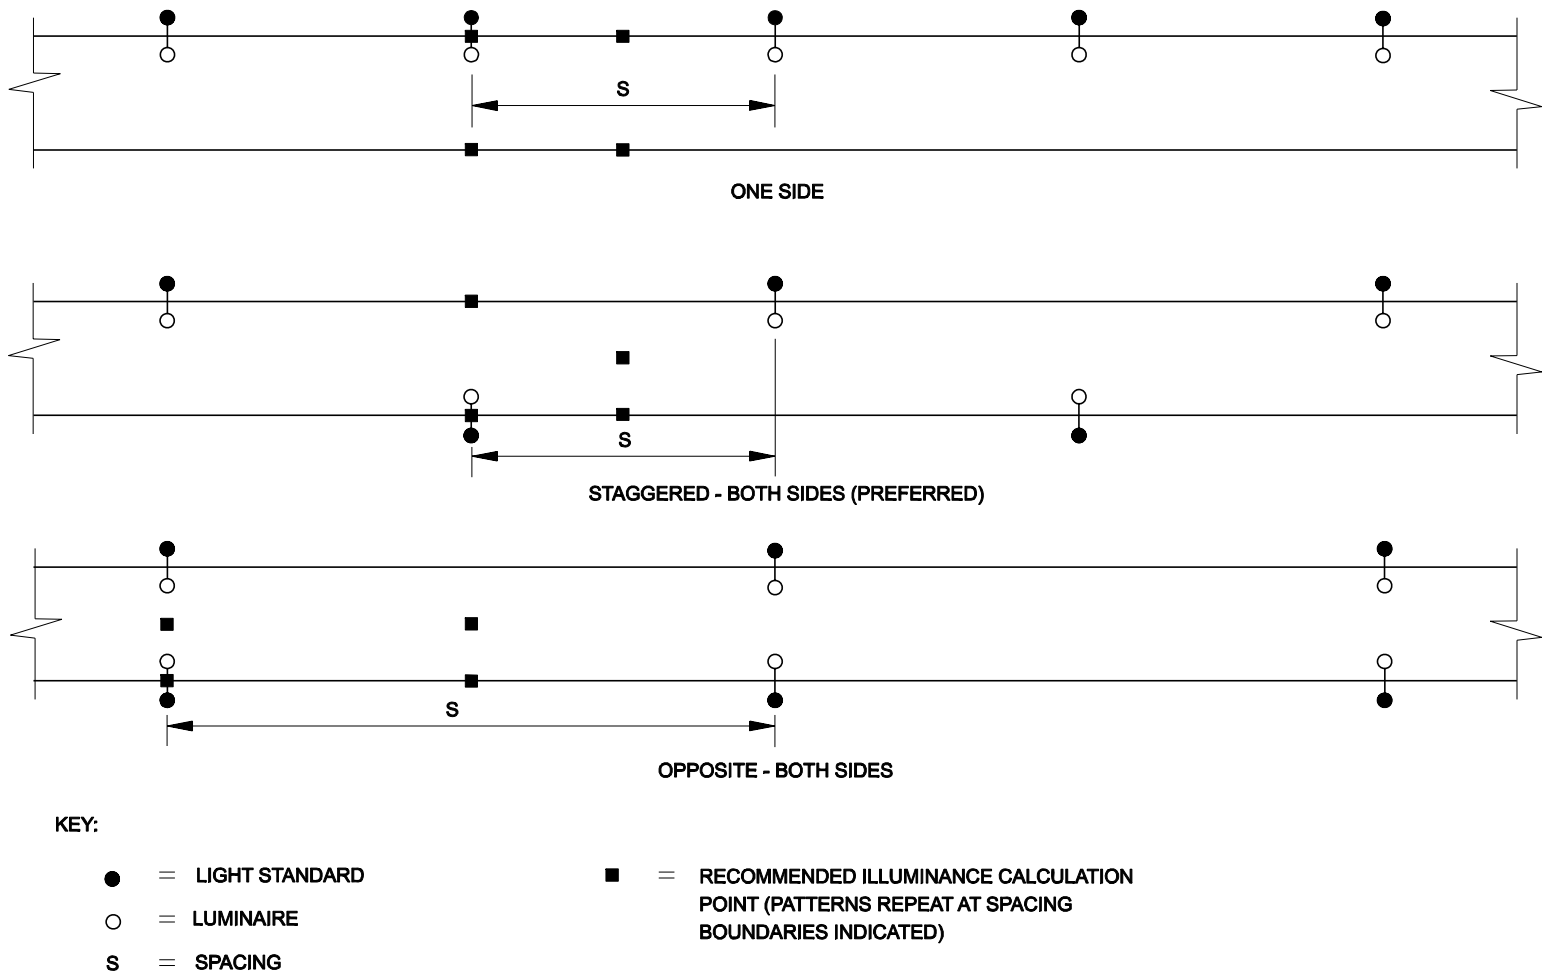 S
ONE SIDE
S
STAGGERED - BOTH SIDES (PREFERRED)
S
OPPOSITE - BOTH SIDES
KEY:
= LIGHT STANDARD
= LUMINAIRE
S = SPACING
= RECOMMENDED ILLUMINANCE CALCULATION
POINT (PATTERNS REPEAT AT SPACING
BOUNDARIES INDICATED)